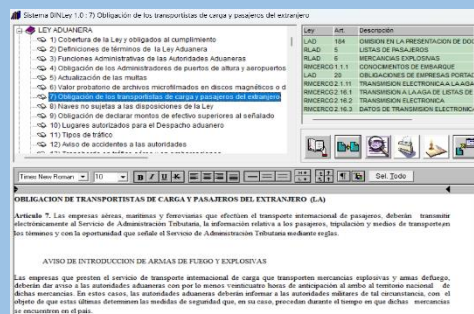 Sistema BINLey 1.0 : 7) Obligación de los transportistas de carga y pasajeros del extranjero
LEY ADUANERA
1) Cobertura de la Ley y obligados al cumplimiento
2) Definiciones de términos de la Ley Aduanera
3) Funciones Administrativas de las Autoridades Aduaneras
4) Obligación de los Administradores de puertos de altura y aeropuertos
5) Actualización de las multas
6) Valor probatorio de archivos microfilmados en discos magnéticos o d
7) Obligación de los transportistas de carga y pasajeros del extranjero
8) Naves no sujetas a las disposiciones de la Ley
9) Obligación de declarar montos de efectivo superiores al señalado
10) Lugares autorizados para el Despacho aduanero
11) Tipos de tráfico
12) Aviso de accidentes a las autoridades
Ley Art. Descripción
LAD 184 OMISION EN LA PRESENTACION DE DOC
RLAD 5 LISTAS DE PASAJEROS
RLAD 6 MERCANCIAS EXPLOSIVAS
RMCERCG 1.1.1 CONOCIMIENTOS DE EMBARQUE
LAD 20 OBLIGACIONES DE EMPRESAS PORTAD
RMCERCG 2.1.11 TRANSMISION ELECTRONICA A LA AGA
RMCERCG 2.16.1 TRANSMISION A LA AGA DE LISTAS DE
RMCERCG 2.16.2 TRANSMISION ELECTRONICA
RMCERCG 2.16.3 DATOS DE TRANSMISION ELECTRONICA
Times New Roman 10 B I U K Sel. Todo
OBLIGACION DE TRANSPORTISTAS DE CARGA Y PASAJEROS DEL EXTRANJERO (LA)
Artículo 7. Las empresas aéreas, marítimas y ferroviarias que efectúen el transporte internacional de pasajeros, deberán transmitir
electrónicamente al Servicio de Administración Tributaria, la información relativa a los pasajeros, tripulación y medios de transporte,en
los términos y con la oportunidad que señale el Servicio de Administración Tributaria mediante reglas.
AVISO DE INTRODUCCION DE ARMAS DE FUEGO Y EXPLOSIVAS
Las empresas que presten el servicio de transporte internacional de carga que transporten mercancías explosivas y armas defuego,
deberán dar aviso a las autoridades aduaneras con por lo menos veinticuatro horas de anticipación al arribo al territorio nacional de
dichas mercancías. En estos casos, las autoridades aduaneras deberán informar a las autoridades militares de tal circunstancia, con el
objeto de que estas últimas determinen las medidas de seguridad que, en su caso, procedan durante el tiempo en que dichas mercancías
se encuentren en el país.